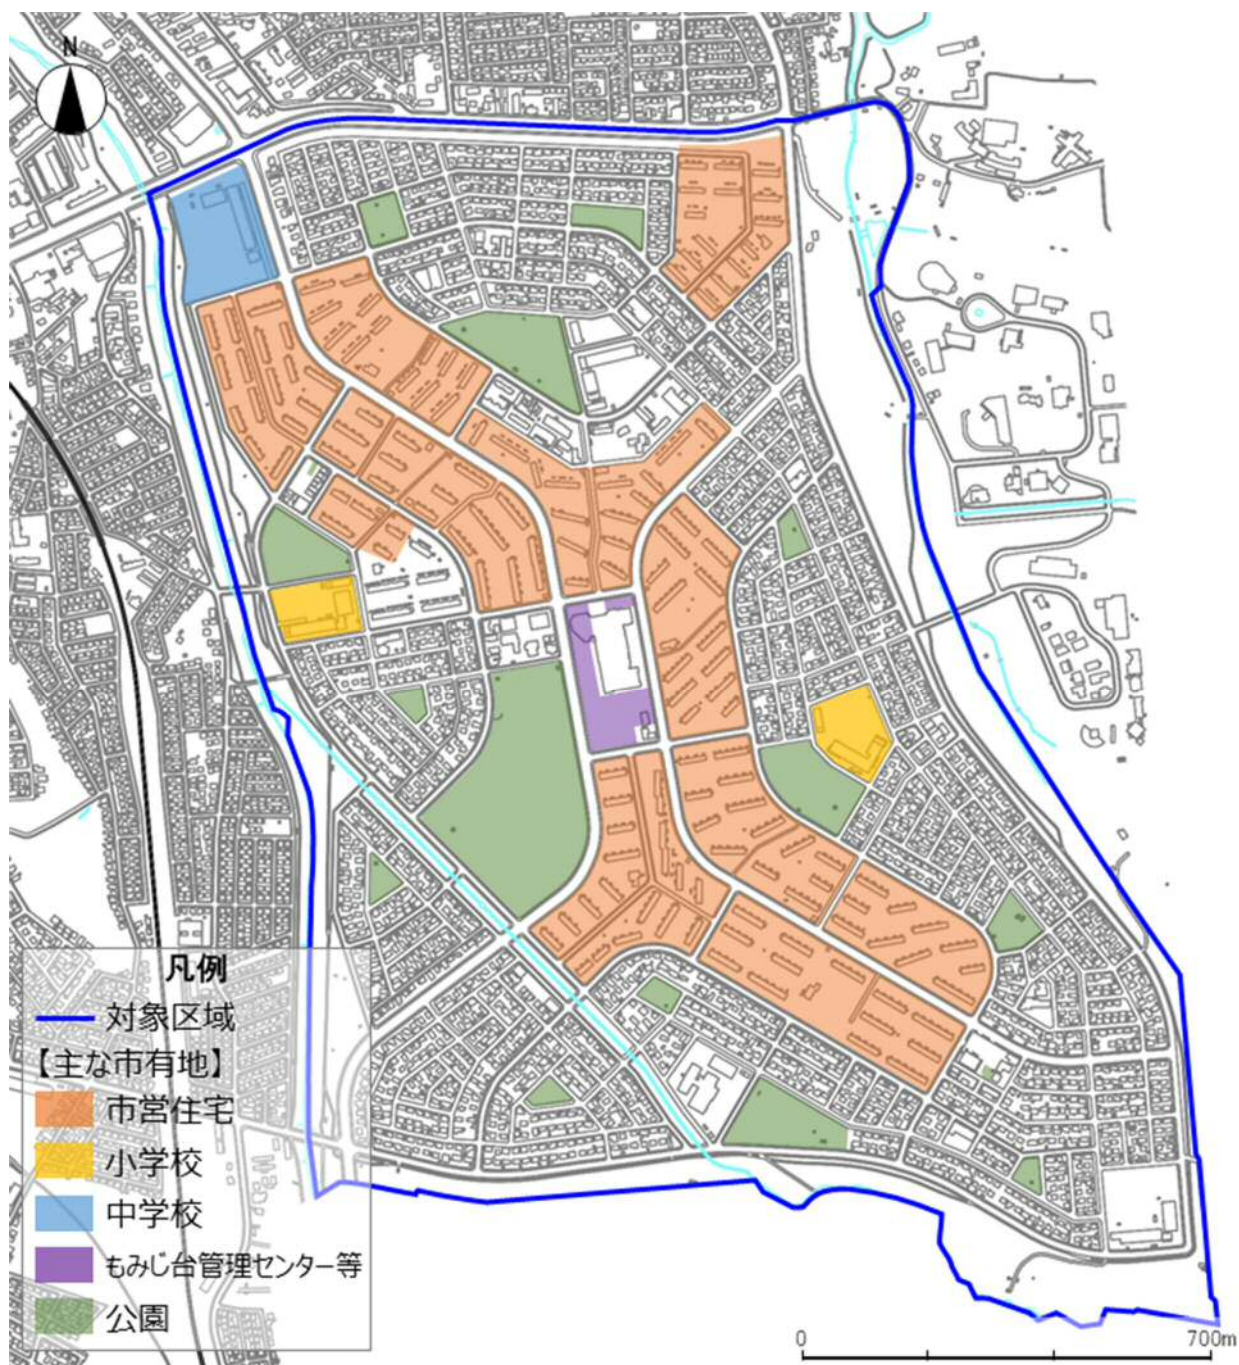 N
凡例
対象区域
【主な市有地】
市営住宅
小学校
中学校
もみじ台管理センター等
公園
0 700m